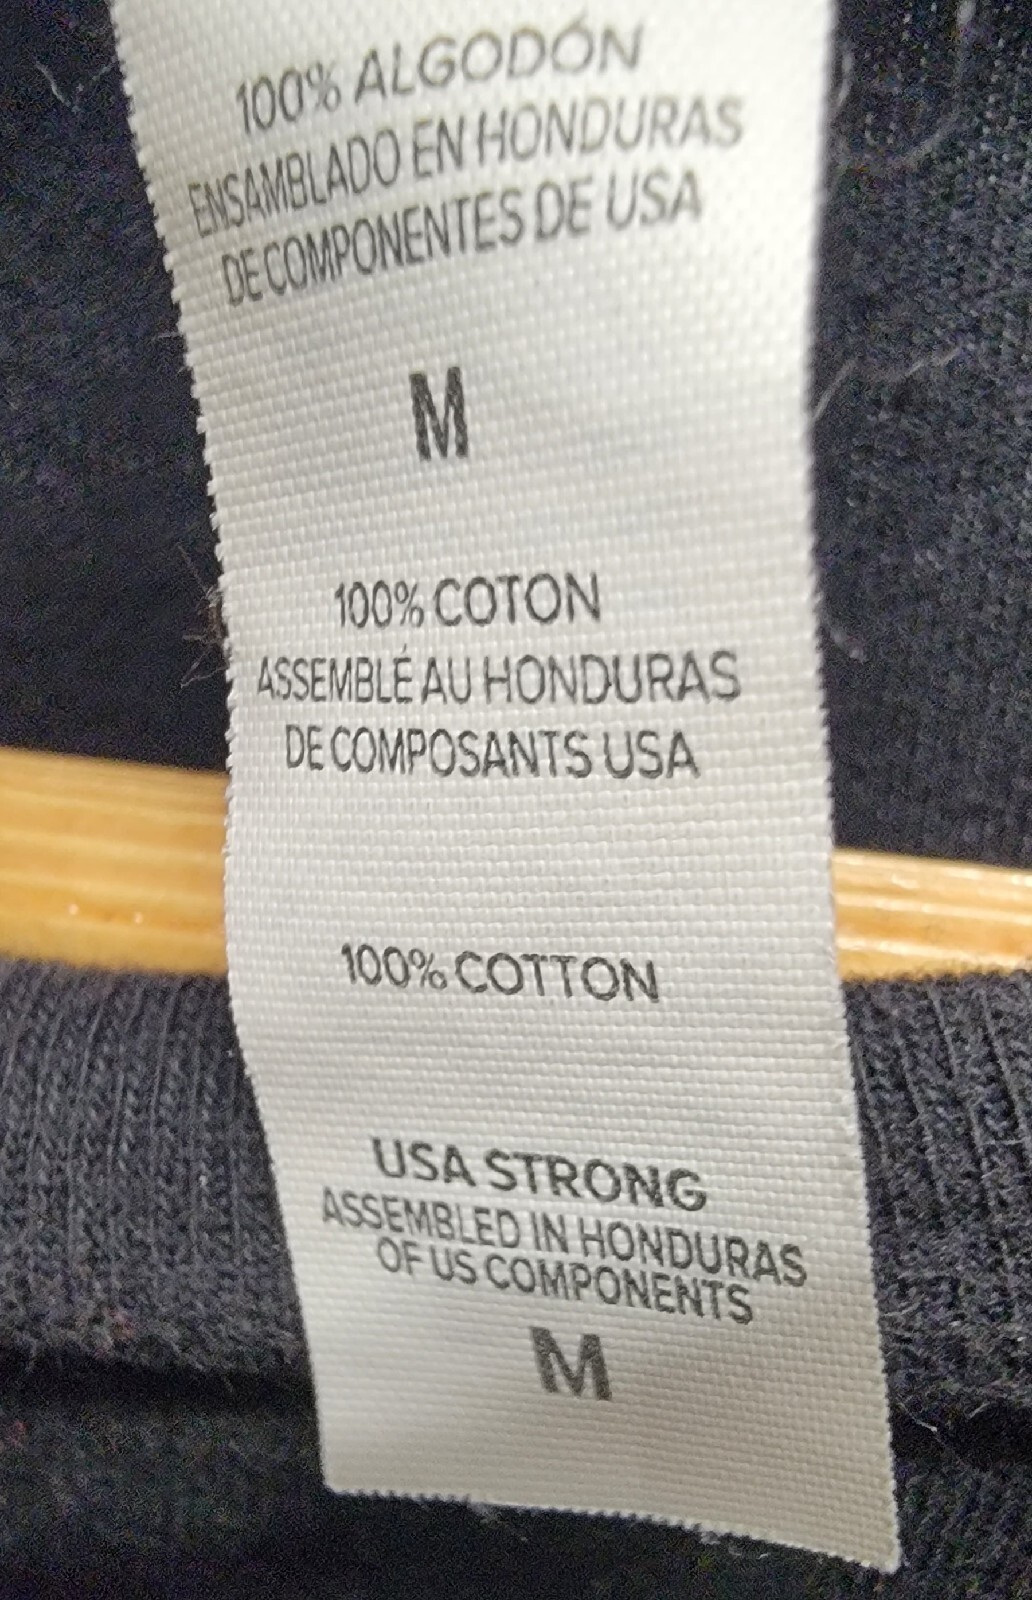 100% ALGODÓN
ENSAMBLADO EN HONDURAS
DE COMPONENTES DE USA
M
100% COTON
ASSEMBLÉ AU HONDURAS
DE COMPOSANTS USA
100% COTTON
USA STRONG
ASSEMBLED IN HONDURAS
OF US COMPONENTS
M